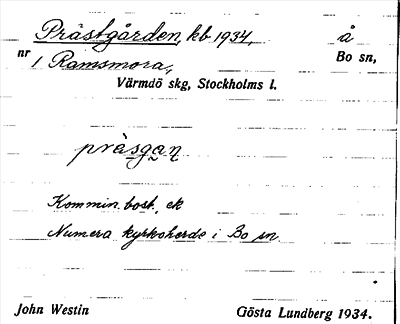 Prästgården, kb 1934, å
nr 1 Ramsmora, Bo sn,
Värmdö skg, Stockholms l.
präsgaṇ
Kommin. bost. ek
Numera kyrkoherde i Bo sn
John Westin Gösta Lundberg 1934.